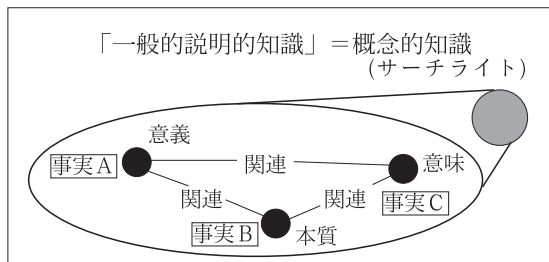 「一般的説明的知識」＝概念的知識
(サーチライト)
意義
事実A
関連
意味
事実C
関連
関連
事実B
本質